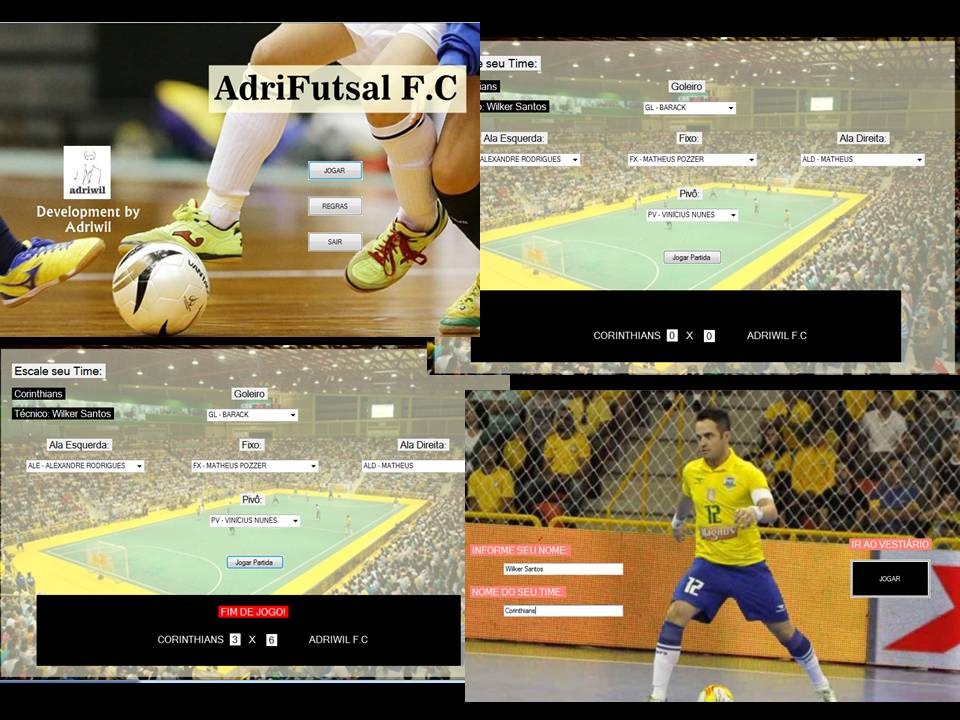 AdriFutsal F.C
adriwil
Development by
Adriwil
JOGAR
REGRAS
SAIR
e seu Time:
ians
o: Wilker Santos
Goleiro
GL - BARACK
Ala Esquerda:
Fixo:
Ala Direita:
ALEXANDRE RODRIGUES
FX - MATHEUS POZZER
ALD - MATHEUS
Pivô:
PV - VINÍCIUS NUNES
Jogar Partida
CORINTHIANS 0 X 0 ADRIWIL F.C
Escale seu Time:
Corinthians
Goleiro
Técnico: Wilker Santos
GL - BARACK
Ala Esquerda:
Fixo:
Ala Direita:
ALE - ALEXANDRE RODRIGUES
FX - MATHEUS POZZER
ALD - MATHEUS
Pivô:
PV - VINÍCIUS NUNES
Jogar Partida
FIM DE JOGO!
CORINTHIANS 3 X 6 ADRIWIL F.C
12
MAGNUS
12
INFORME SEU NOME:
Wilker Santos
NOME DO SEU TIME:
Corinthians
IR AO VESTIÁRIO
JOGAR